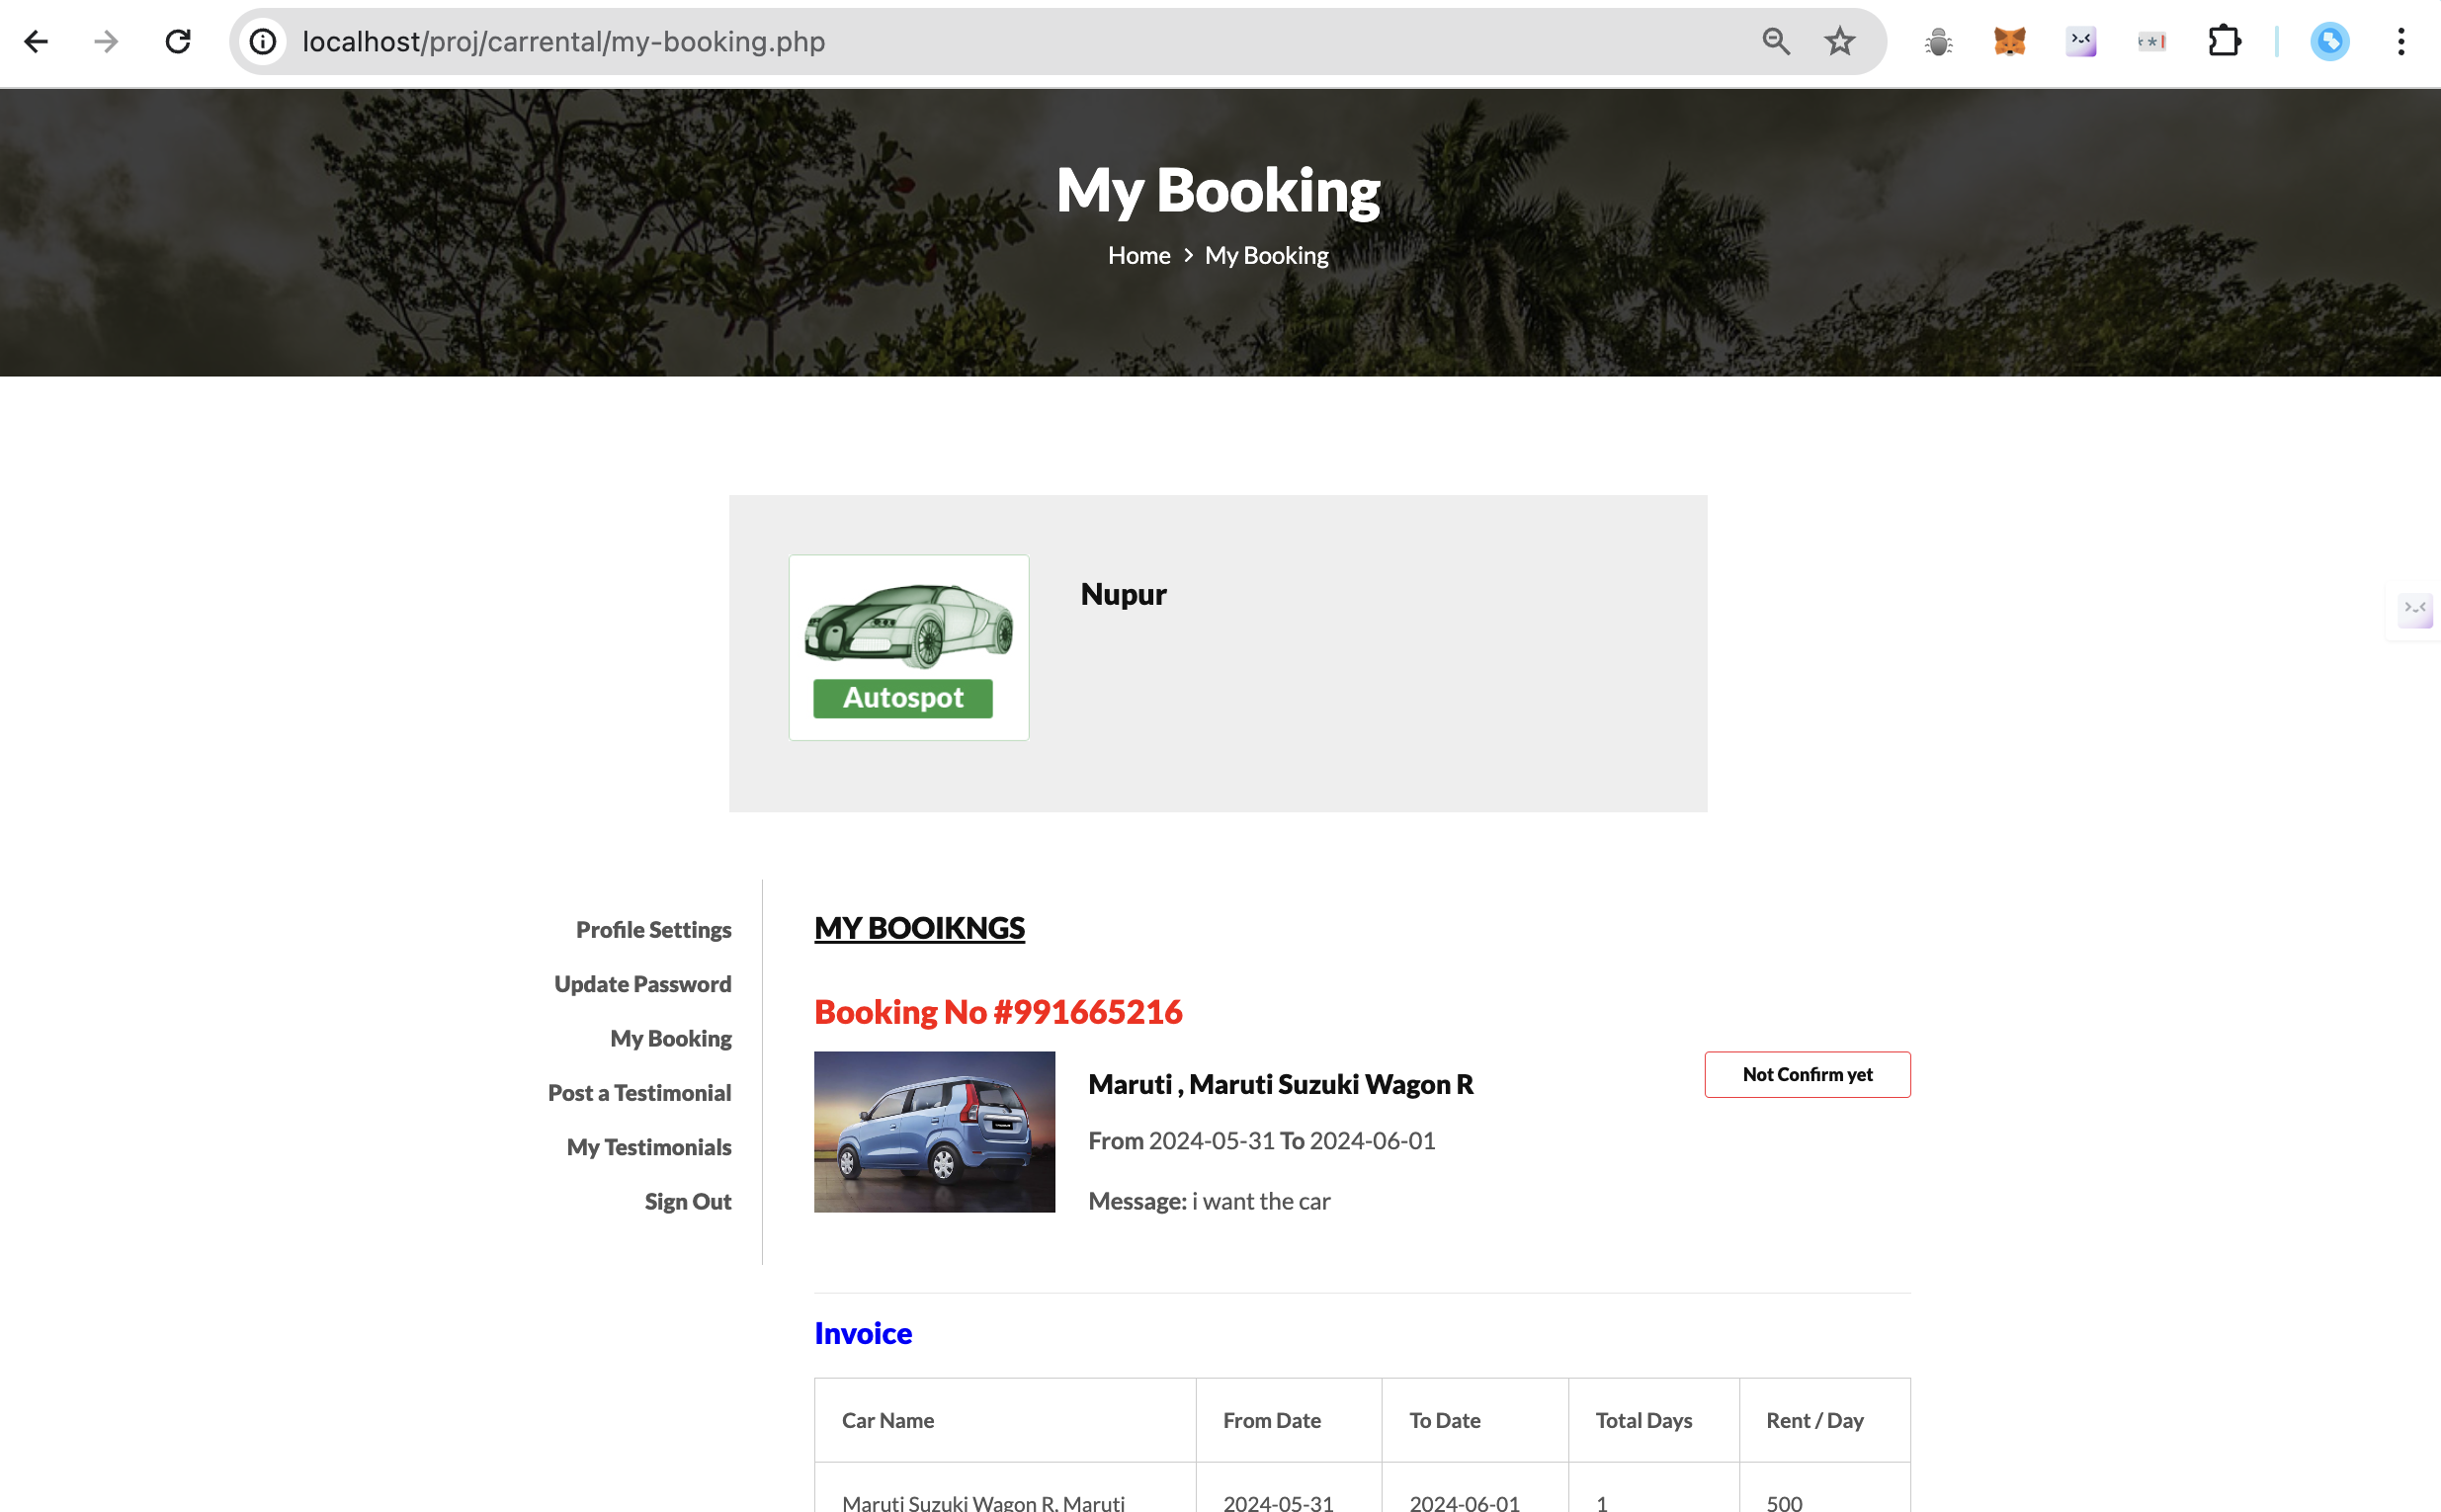 localhost/proj/carrental/my-booking.php
My Booking
Home > My Booking
Nupur
Autospot
Profile Settings
Update Password
My Booking
Post a Testimonial
My Testimonials
Sign Out
MY BOOIKNGS
Booking No #991665216
Maruti , Maruti Suzuki Wagon R
Not Confirm yet
From 2024-05-31 To 2024-06-01
Message: i want the car
Invoice
Car Name From Date To Date Total Days Rent / Day
Maruti Suzuki Wagon R, Maruti 2024-05-31 2024-06-01 1 500